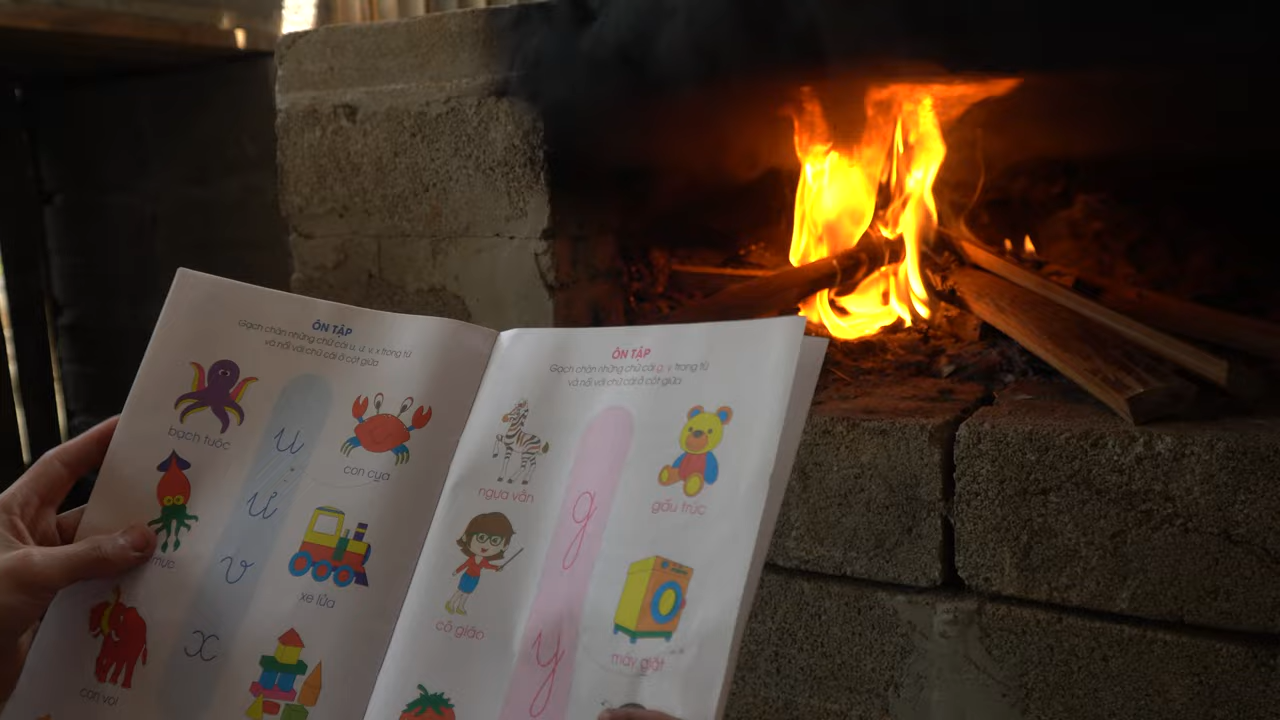 ÔN TẬP
Gạch chân những chữ cái u, ư, v, x trong từ
và nối với chữ cái ở cột giữa
bạch tuộc
u
con cua
ư
mực
v
xe lửa
con voi
x
ÔN TẬP
Gạch chân những chữ cái g, y trong từ
và nối với chữ cái ở cột giữa
ngựa vằn
g
gấu trúc
cô giáo
y
máy giặt